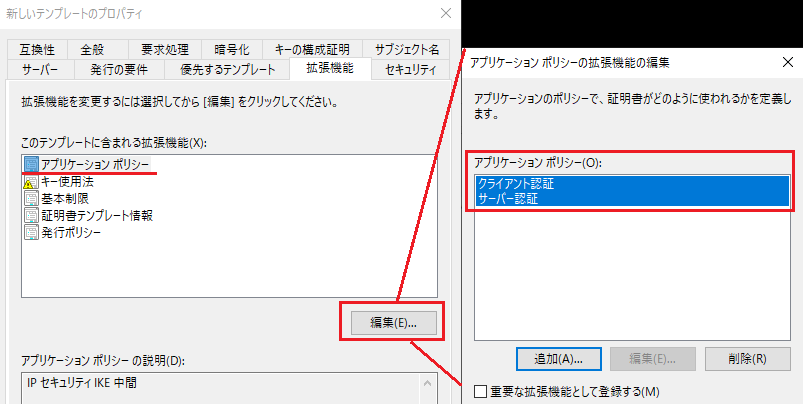 新しいテンプレートのプロパティ
互換性 全般 要求処理 暗号化 キーの構成証明 サブジェクト名
サーバー 発行の要件 優先するテンプレート 拡張機能 セキュリティ
拡張機能を変更するには選択してから [編集] をクリックしてください。
このテンプレートに含まれる拡張機能(X):
アプリケーション ポリシー
キー使用法
基本制限
証明書テンプレート情報
発行ポリシー
編集(E)...
アプリケーション ポリシー の説明(D):
IP セキュリティ IKE 中間
アプリケーション ポリシーの拡張機能の編集
アプリケーションのポリシーで、証明書がどのように使われるかを定義し
ます。
アプリケーション ポリシー(O):
クライアント認証
サーバー認証
追加(A)... 編集(E)... 削除(R)
重要な拡張機能として登録する(M)